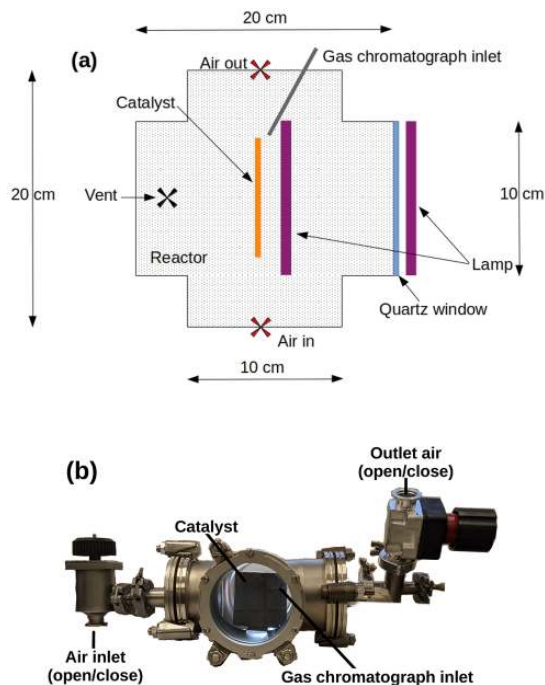 20 cm
(a)
Air out
Gas chromatograph inlet
Catalyst
20 cm
Vent
10 cm
Reactor
Lamp
Quartz window
Air in
10 cm
(b)
Outlet air
(open/close)
Catalyst
Air inlet
(open/close)
Gas chromatograph inlet